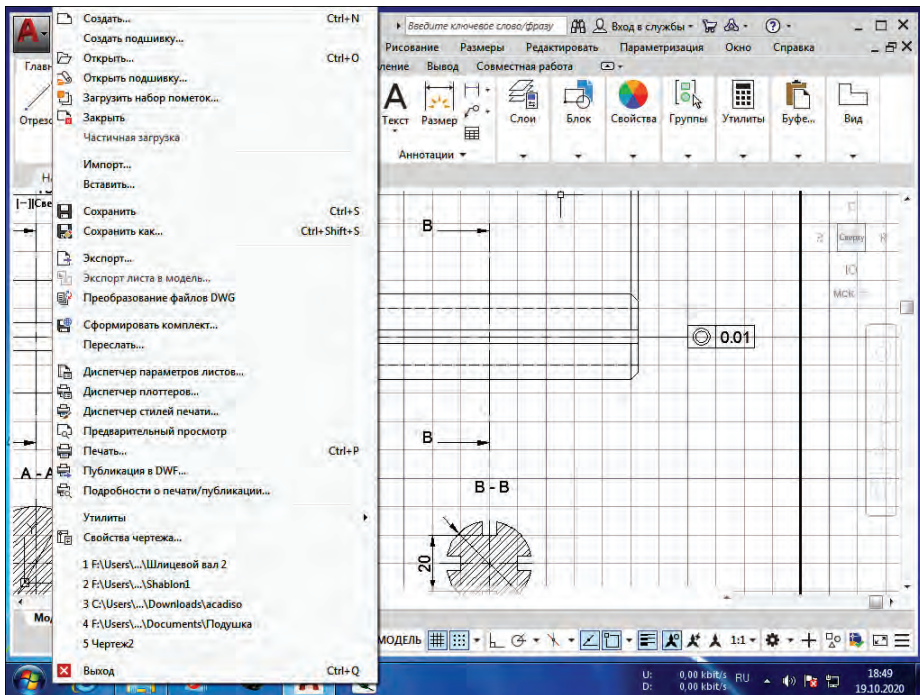 Создать... Ctrl+N
Создать подшивку...
Открыть... Ctrl+O
Открыть подшивку...
Загрузить набор пометок...
Закрыть
Частичная загрузка
Импорт...
Вставить...
Сохранить Ctrl+S
Сохранить как... Ctrl+Shift+S
Экспорт...
Экспорт листа в модель...
Преобразование файлов DWG
Сформировать комплект...
Переслать...
Диспетчер параметров листов...
Диспетчер плоттеров...
Диспетчер стилей печати...
Предварительный просмотр
Печать... Ctrl+P
Публикация в DWF...
Подробности о печати/публикации...
Утилиты
Свойства чертежа...
1 F:\Users\...\Шлицевой вал 2
2 F:\Users\...\Shablon1
3 C:\Users\...\Downloads\acadiso
4 F:\Users\...\Documents\Подушка
5 Чертеж2
Выход Ctrl+Q
Введите ключевое слово/фразу Вход в службы
Рисование Размеры Редактировать Параметризация Окно Справка
Главн ление Вывод Совместная работа
Отрезо Текст Размер Слои Блок Свойства Группы Утилиты Буфе... Вид
Аннотации
[−][Све
B
Сверху
Ю
МСК
0.01
B
A - A
B - B
20
Мо
МОДЕЛЬ 1:1
U: 0,00 kbit/s RU 18:49
D: 0,00 kbit/s 19.10.2020